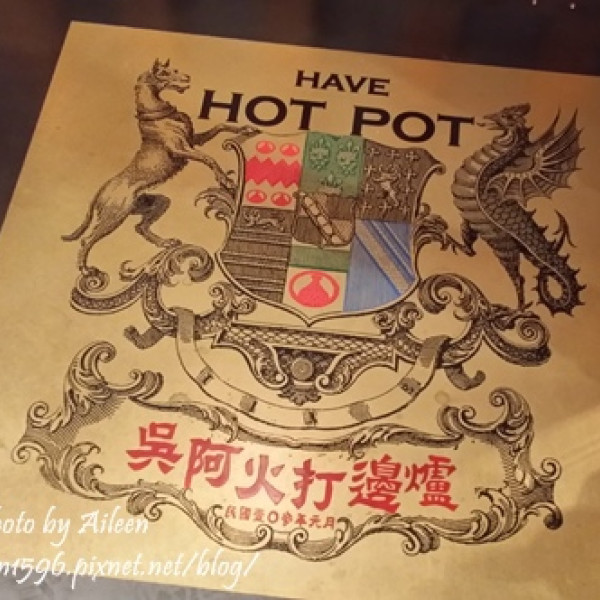 HAVE
HOT POT
吳阿火打邊爐
民國壹〇參年元月
oto by Aileen
n1596.pixnet.net/blog/